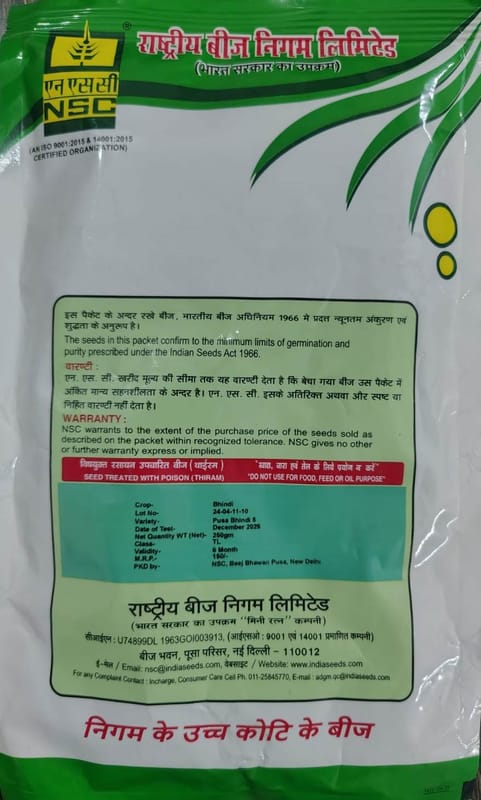 राष्ट्रीय बीज निगम लिमिटेड
(भारत सरकार का उपक्रम)
एन एस सी
NSC
(AN ISO 9001:2015 & 14001:2015
CERTIFIED ORGANIZATION)
इस पैकेट के अन्दर रखे बीज, भारतीय बीज अधिनियम 1966 मे प्रदत्त न्यूनतम अंकुरण एवं
शुद्धता के अनुरूप है।
The seeds in this packet confirm to the minimum limits of germination and
purity prescribed under the Indian Seeds Act 1966.
वारण्टी :
एन. एस. सी. खरीद मूल्य की सीमा तक यह वारण्टी देता है कि बेचा गया बीज उस पैकेट में
अंकित मान्य सहनशीलता के अन्दर है। एन. एस. सी. इसके अतिरिक्त अथवा और स्पष्ट या
निहित वारण्टी नहीं देता है।
WARRANTY :
NSC warrants to the extent of the purchase price of the seeds sold as
described on the packet within recognized tolerance. NSC gives no other
or further warranty express or implied.
विषयुक्त रसायन उपचारित बीज (थाईरम) "खाद्य, चारा एवं तेल के लिये प्रयोग न करें"
SEED TREATED WITH POISON (THIRAM) "DO NOT USE FOR FOOD, FEED OR OIL PURPOSE"
Crop- Bhindi
Lot No- 24-04-11-10
Variety- Pusa Bhindi 5
Date of Test- December 2025
Net Quantity WT (Net)- 250gm
Class- TL
Validity- 9 Month
M.R.P.- 150/-
PKD by- NSC, Beej Bhawan Pusa, New Delhi
राष्ट्रीय बीज निगम लिमिटेड
(भारत सरकार का उपक्रम "मिनी रत्न" कम्पनी)
सीआईएन : U74899DL 1963GOI003913, (आईएसओ : 9001 एवं 14001 प्रमाणित कम्पनी)
बीज भवन, पूसा परिसर, नई दिल्ली - 110012
ई-मेल / Email: nsc@indiaseeds.com, वेबसाइट / Website: www.indiaseeds.com
For any Complaint Contact : Incharge, Consumer Care Cell Ph. 011-25845770, E-mail : adgm.qc@indiaseeds.com
निगम के उच्च कोटि के बीज